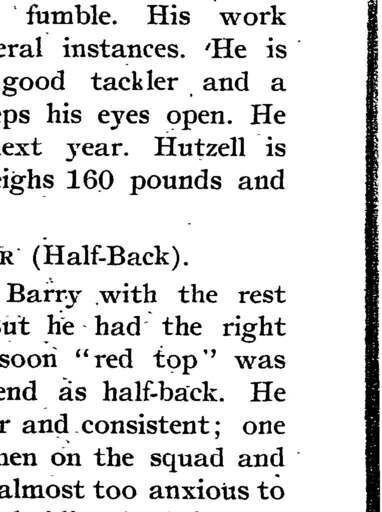 fumble. His work
eral instances. He is
good tackler and a
eps his eyes open. He
ext year. Hutzell is
eighs 160 pounds and
R (Half-Back).
Barry with the rest
But he had the right
soon "red top" was
end as half-back. He
r and consistent; one
men on the squad and
almost too anxious to